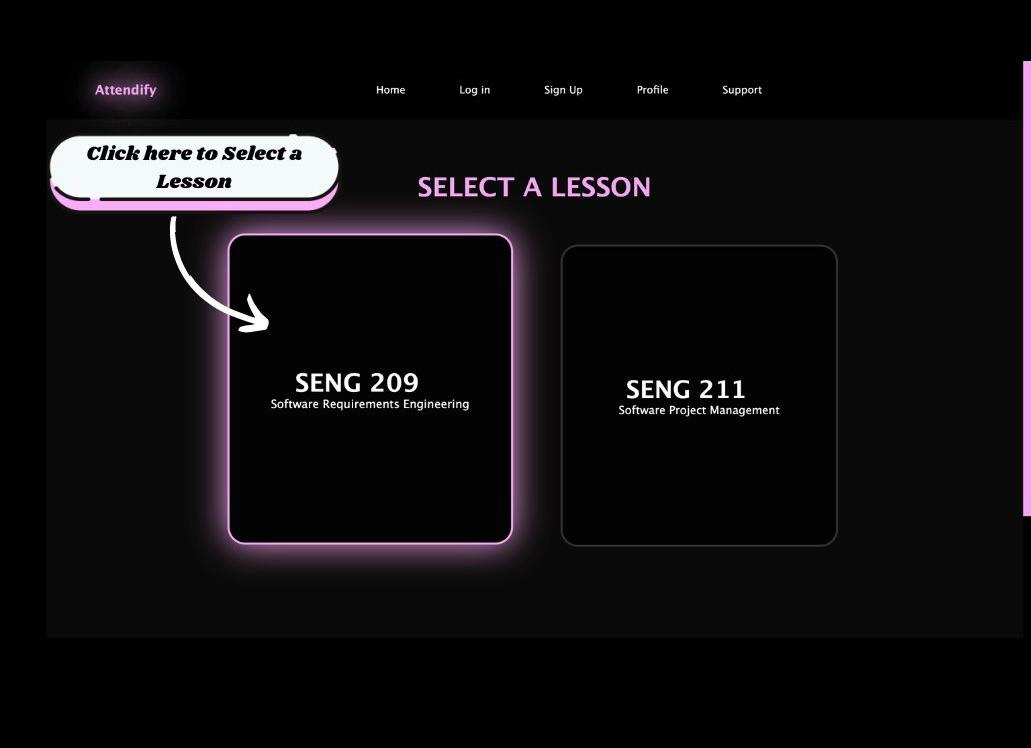 Attendify
Home Log in Sign Up Profile Support
Click here to Select a
Lesson
SELECT A LESSON
SENG 209
Software Requirements Engineering
SENG 211
Software Project Management